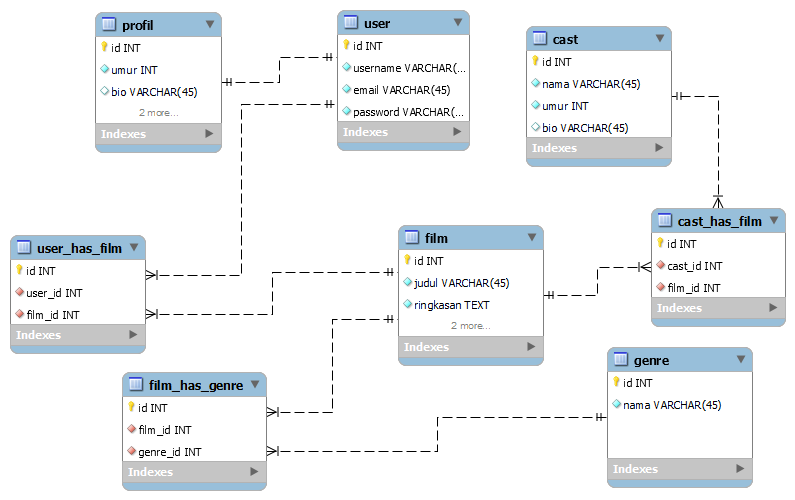 profil
id INT
umur INT
bio VARCHAR(45)
2 more...
Indexes
user
id INT
username VARCHAR(...
email VARCHAR(45)
password VARCHAR(...
Indexes
cast
id INT
nama VARCHAR(45)
umur INT
bio VARCHAR(45)
Indexes
user_has_film
id INT
user_id INT
film_id INT
Indexes
film
id INT
judul VARCHAR(45)
ringkasan TEXT
2 more...
Indexes
cast_has_film
id INT
cast_id INT
film_id INT
Indexes
film_has_genre
id INT
film_id INT
genre_id INT
Indexes
genre
id INT
nama VARCHAR(45)
Indexes